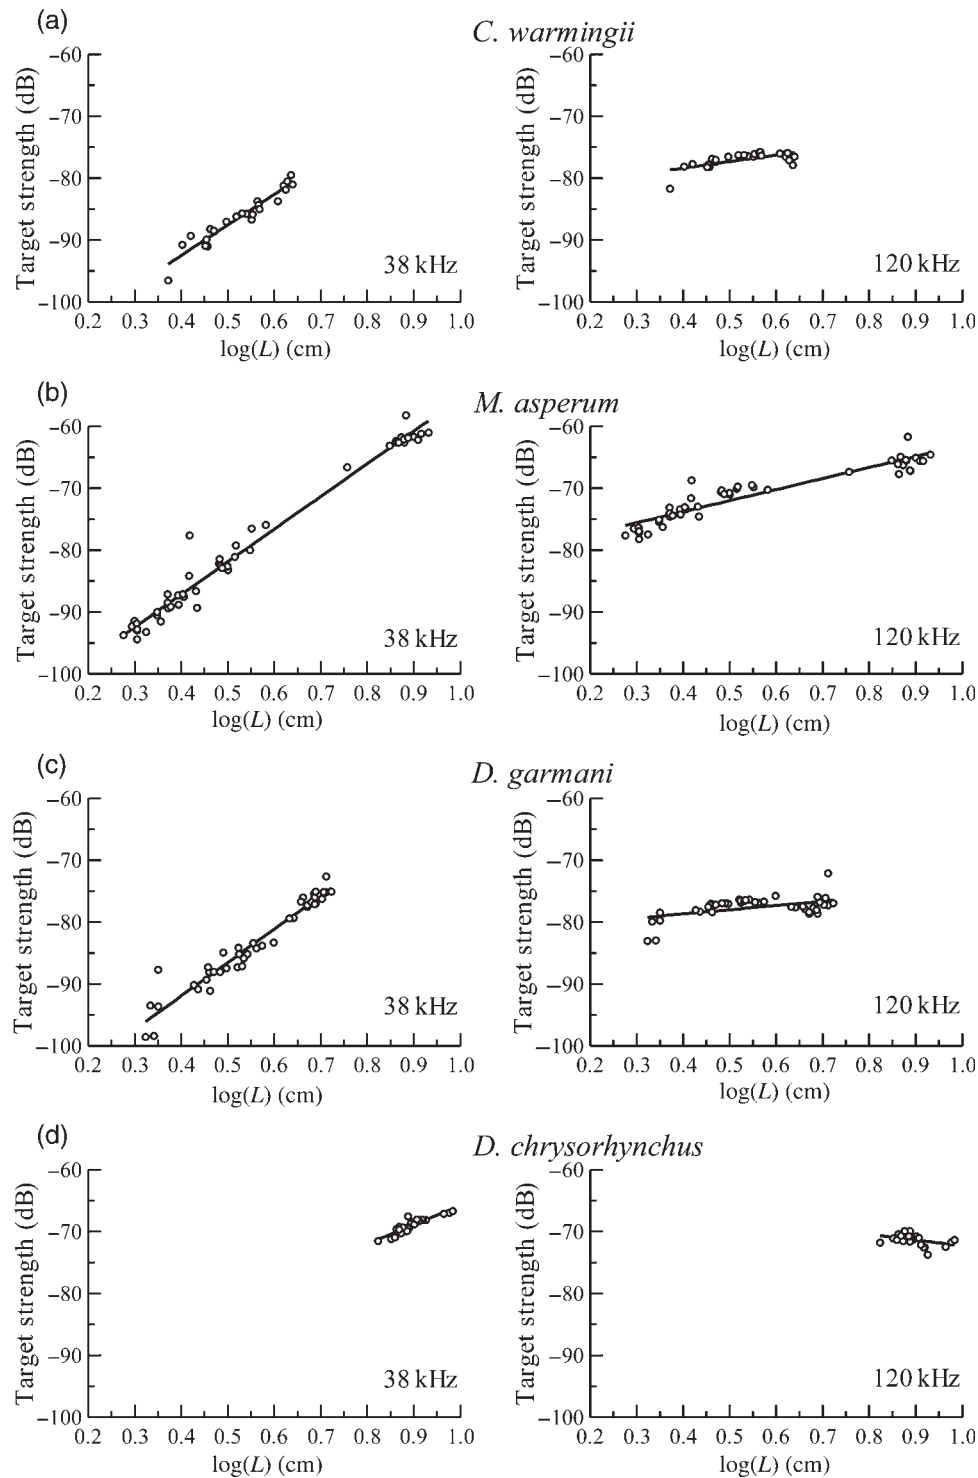 (a)
C. warmingii
−60
−70
−80
−90
−100
Target strength (dB)
38 kHz
0.2 0.3 0.4 0.5 0.6 0.7 0.8 0.9 1.0
log(L) (cm)
−60
−70
−80
−90
−100
Target strength (dB)
120 kHz
0.2 0.3 0.4 0.5 0.6 0.7 0.8 0.9 1.0
log(L) (cm)
(b)
M. asperum
−60
−70
−80
−90
−100
Target strength (dB)
38 kHz
0.2 0.3 0.4 0.5 0.6 0.7 0.8 0.9 1.0
log(L) (cm)
−60
−70
−80
−90
−100
Target strength (dB)
120 kHz
0.2 0.3 0.4 0.5 0.6 0.7 0.8 0.9 1.0
log(L) (cm)
(c)
D. garmani
−60
−70
−80
−90
−100
Target strength (dB)
38 kHz
0.2 0.3 0.4 0.5 0.6 0.7 0.8 0.9 1.0
log(L) (cm)
−60
−70
−80
−90
−100
Target strength (dB)
120 kHz
0.2 0.3 0.4 0.5 0.6 0.7 0.8 0.9 1.0
log(L) (cm)
(d)
D. chrysorhynchus
−60
−70
−80
−90
−100
Target strength (dB)
38 kHz
0.2 0.3 0.4 0.5 0.6 0.7 0.8 0.9 1.0
log(L) (cm)
−60
−70
−80
−90
−100
Target strength (dB)
120 kHz
0.2 0.3 0.4 0.5 0.6 0.7 0.8 0.9 1.0
log(L) (cm)